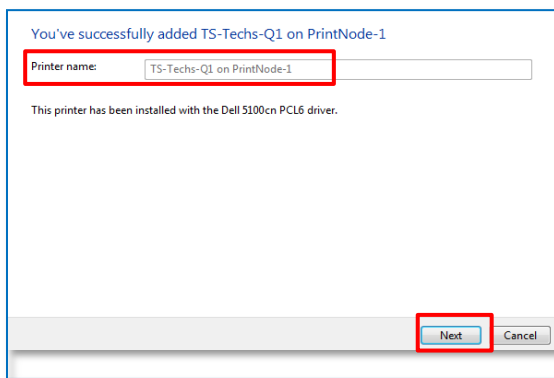 You've successfully added TS-Techs-Q1 on PrintNode-1
Printer name: TS-Techs-Q1 on PrintNode-1
This printer has been installed with the Dell 5100cn PCL6 driver.
Next Cancel